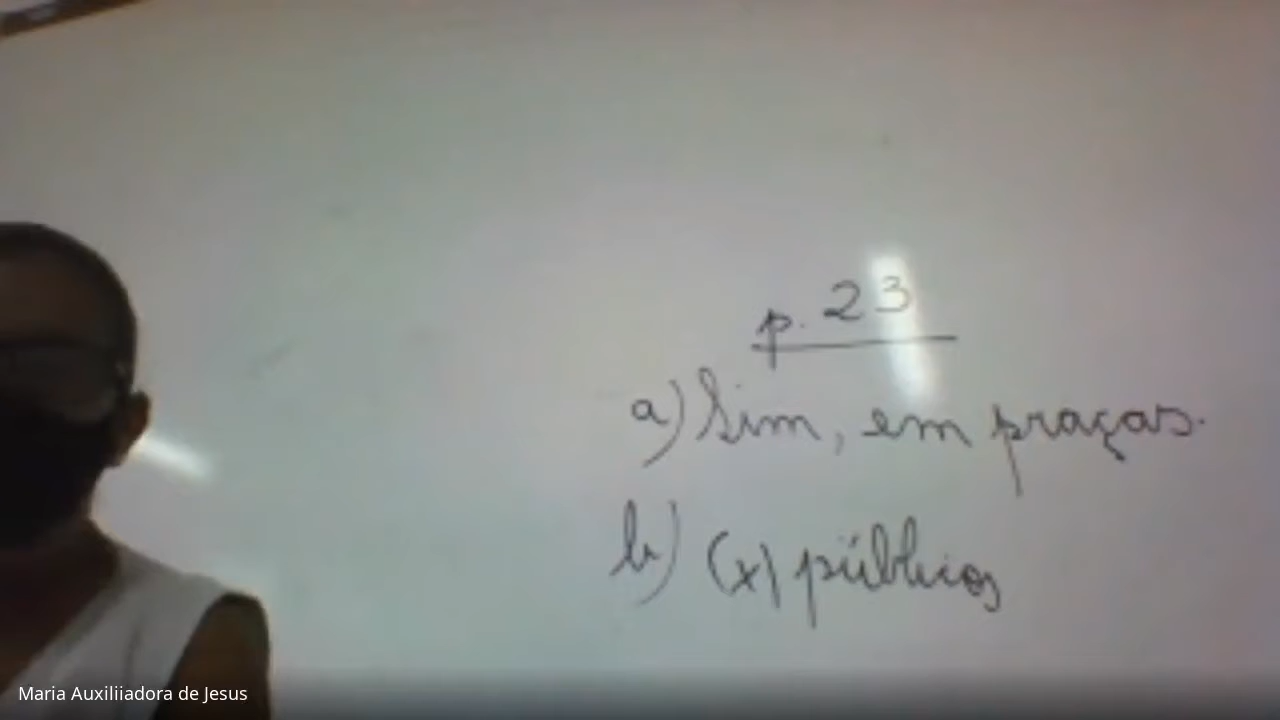 p. 23
a) Sim, em praças.
b) (x) públicos
Maria Auxiliiadora de Jesus